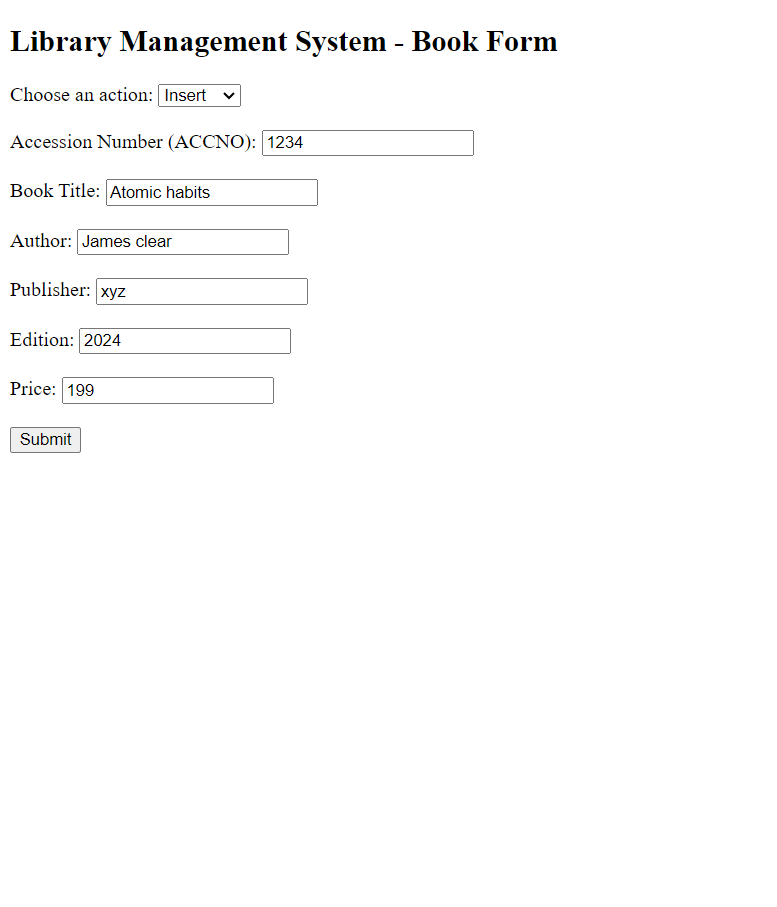 Library Management System - Book Form
Choose an action: Insert
Accession Number (ACCNO): 1234
Book Title: Atomic habits
Author: James clear
Publisher: xyz
Edition: 2024
Price: 199
Submit